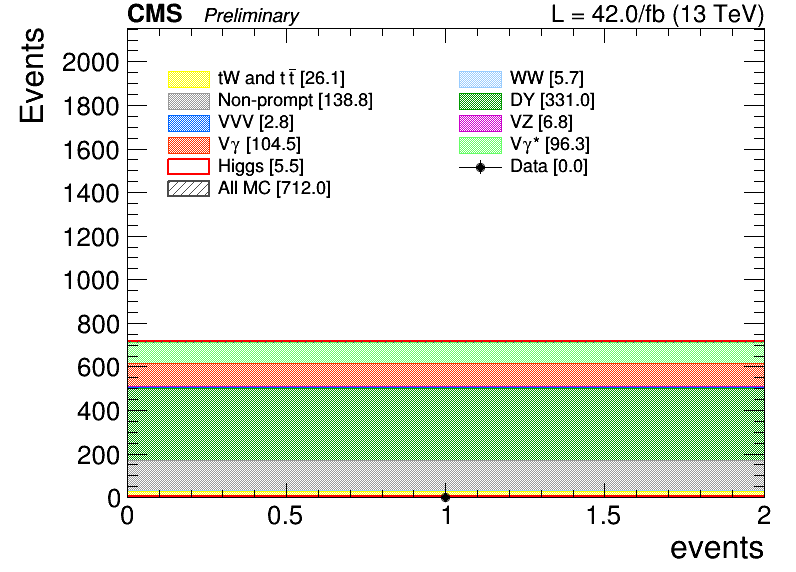 CMS Preliminary L = 42.0/fb (13 TeV)
Events
2000
1800
1600
1400
1200
1000
800
600
400
200
0
tW and tt̅ [26.1] WW [5.7]
Non-prompt [138.8] DY [331.0]
VVV [2.8] VZ [6.8]
Vγ [104.5] Vγ* [96.3]
Higgs [5.5] Data [0.0]
All MC [712.0]
0 0.5 1 1.5 2
events